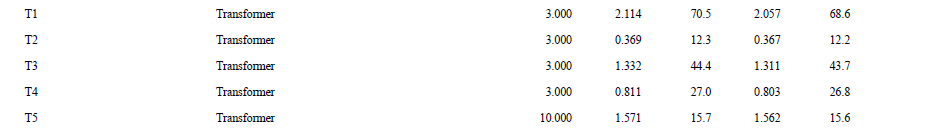 T1 Transformer 3.000 2.114 70.5 2.057 68.6
T2 Transformer 3.000 0.369 12.3 0.367 12.2
T3 Transformer 3.000 1.332 44.4 1.311 43.7
T4 Transformer 3.000 0.811 27.0 0.803 26.8
T5 Transformer 10.000 1.571 15.7 1.562 15.6